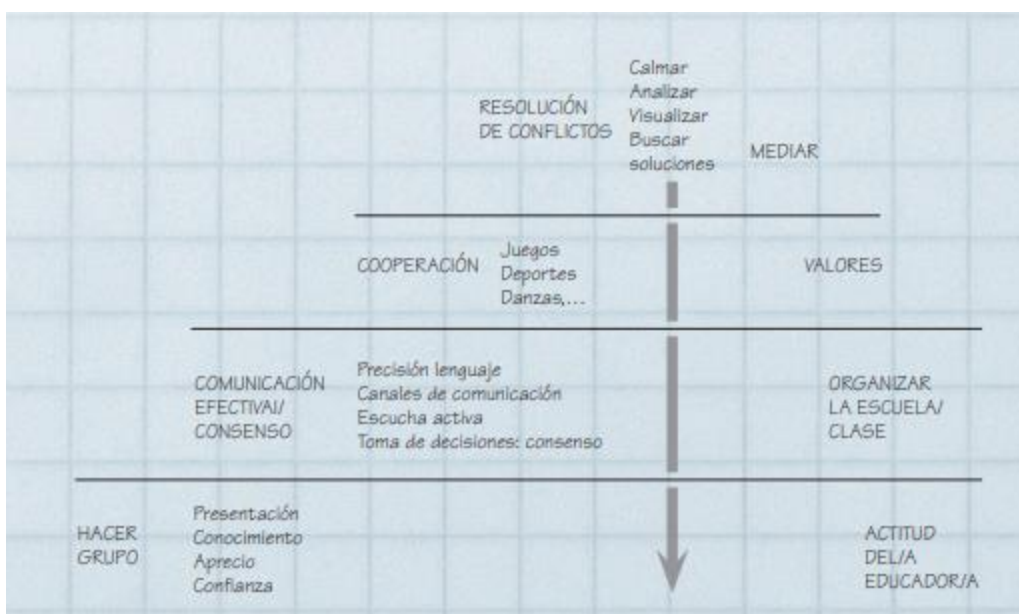 RESOLUCIÓN
DE CONFLICTOS
Calmar
Analizar
Visualizar
Buscar
soluciones
MEDIAR
COOPERACIÓN
Juegos
Deportes
Danzas,...
VALORES
COMUNICACIÓN
EFECTIVAI/
CONSENSO
Precisión lenguaje
Canales de comunicación
Escucha activa
Toma de decisiones: consenso
ORGANIZAR
LA ESCUELA/
CLASE
HACER
GRUPO
Presentación
Conocimiento
Aprecio
Confianza
ACTITUD
DEL/A
EDUCADOR/A